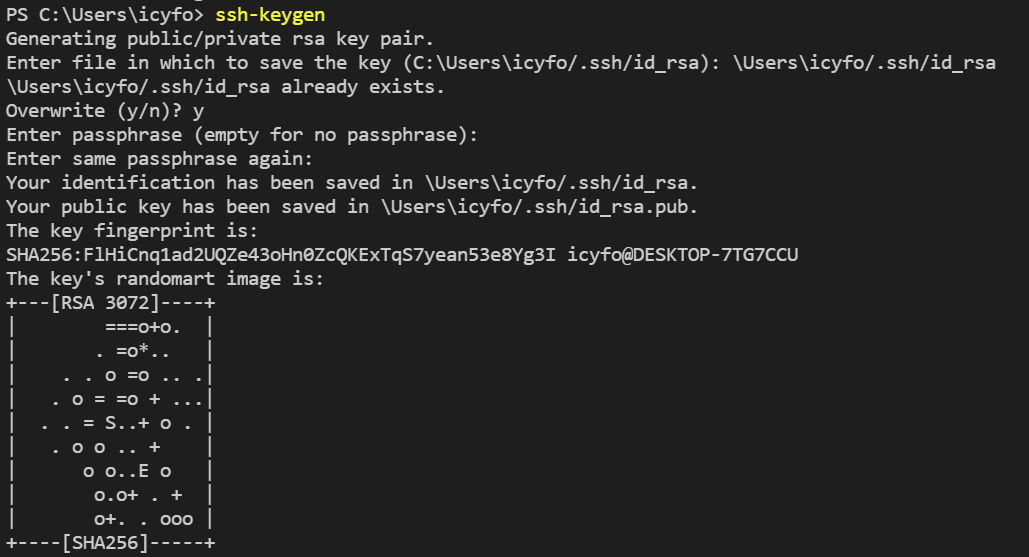 PS C:\Users\icyfo> ssh-keygen
Generating public/private rsa key pair.
Enter file in which to save the key (C:\Users\icyfo/.ssh/id_rsa): \Users\icyfo/.ssh/id_rsa
\Users\icyfo/.ssh/id_rsa already exists.
Overwrite (y/n)? y
Enter passphrase (empty for no passphrase):
Enter same passphrase again:
Your identification has been saved in \Users\icyfo/.ssh/id_rsa.
Your public key has been saved in \Users\icyfo/.ssh/id_rsa.pub.
The key fingerprint is:
SHA256:FlHiCnq1ad2UQZe43oHn0ZcQKExTqS7yean53e8Yg3I icyfo@DESKTOP-7TG7CCU
The key's randomart image is:
+---[RSA 3072]----+
|        ===o+o.  |
|       . =o*..   |
|    . . o =o .. .|
|   . o = =o + ...|
|  . . = S..+ o . |
|   . o o .. +    |
|      o o..E o   |
|       o.o+ . +  |
|       o+. . ooo |
+----[SHA256]-----+